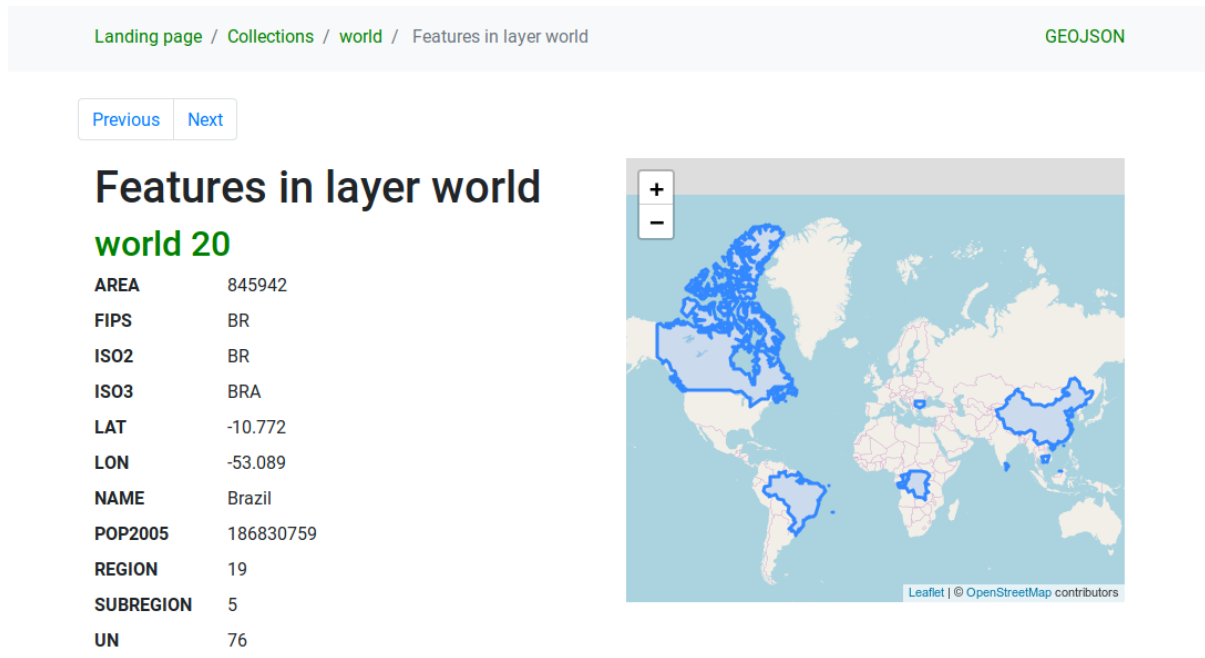 Landing page / Collections / world / Features in layer world GEOJSON
Previous Next
Features in layer world
world 20
AREA 845942
FIPS BR
ISO2 BR
ISO3 BRA
LAT -10.772
LON -53.089
NAME Brazil
POP2005 186830759
REGION 19
SUBREGION 5
UN 76
+
−
Leaflet | © OpenStreetMap contributors